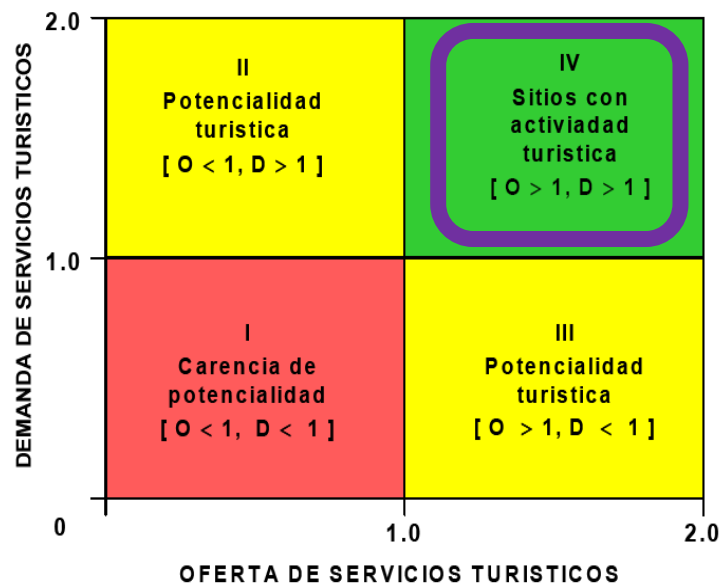 DEMANDA DE SERVICIOS TURISTICOS
2.0
1.0
0
II
Potencialidad
turistica
[ O < 1, D > 1 ]
IV
Sitios con
activiadad
turistica
[ O > 1, D > 1 ]
I
Carencia de
potencialidad
[ O < 1, D < 1 ]
III
Potencialidad
turistica
[ O > 1, D < 1 ]
1.0
2.0
OFERTA DE SERVICIOS TURISTICOS